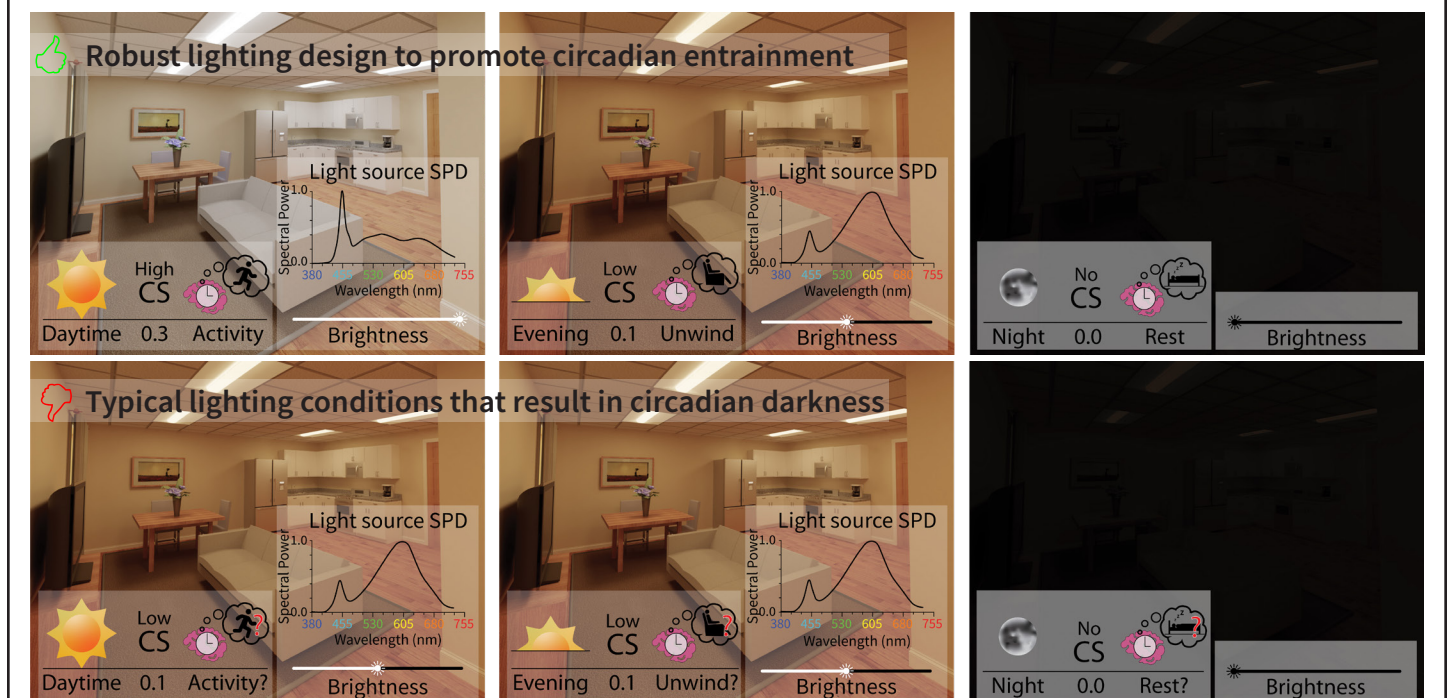 Robust lighting design to promote circadian entrainment
Light source SPD
Spectral Power
1.0
0.0
380 455 530 605 680 755
Wavelength (nm)
High
CS
Daytime 0.3 Activity
Brightness
Light source SPD
Spectral Power
1.0
0.0
380 455 530 605 680 755
Wavelength (nm)
Low
CS
Evening 0.1 Unwind
Brightness
z z
No
CS
Night 0.0 Rest
Brightness
Typical lighting conditions that result in circadian darkness
Light source SPD
Spectral Power
1.0
0.0
380 455 530 605 680 755
Wavelength (nm)
Low
CS
?
Daytime 0.1 Activity?
Brightness
Light source SPD
Spectral Power
1.0
0.0
380 455 530 605 680 755
Wavelength (nm)
Low
CS
?
Evening 0.1 Unwind?
Brightness
No
CS
?
Night 0.0 Rest?
Brightness